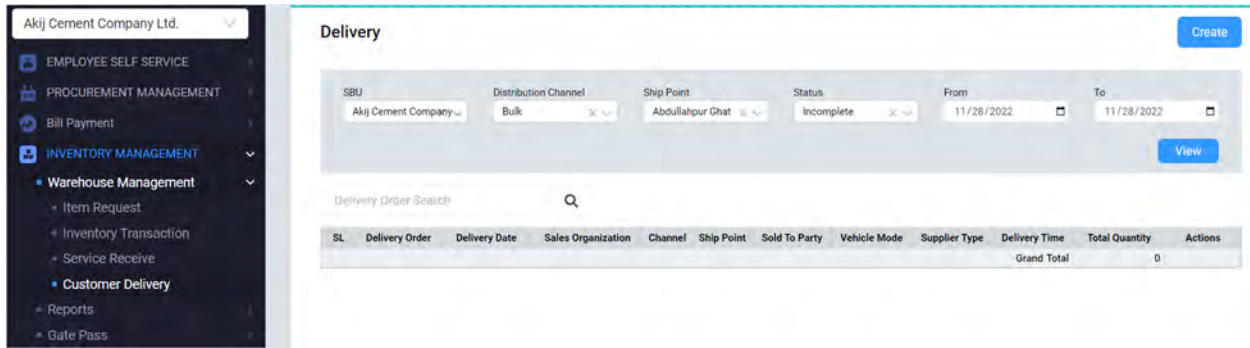 Akij Cement Company Ltd.
EMPLOYEE SELF SERVICE
PROCUREMENT MANAGEMENT
Bill Payment
INVENTORY MANAGEMENT
Warehouse Management
Item Request
Inventory Transaction
Service Receive
Customer Delivery
Reports
Gate Pass
Delivery
Create
SBU Distribution Channel Ship Point Status From To
Akij Cement Company Bulk Abdullahpur Ghat Incomplete 11/28/2022 11/28/2022
View
Delivery Order Search
SL Delivery Order Delivery Date Sales Organization Channel Ship Point Sold To Party Vehicle Mode Supplier Type Delivery Time Total Quantity Actions
Grand Total 0